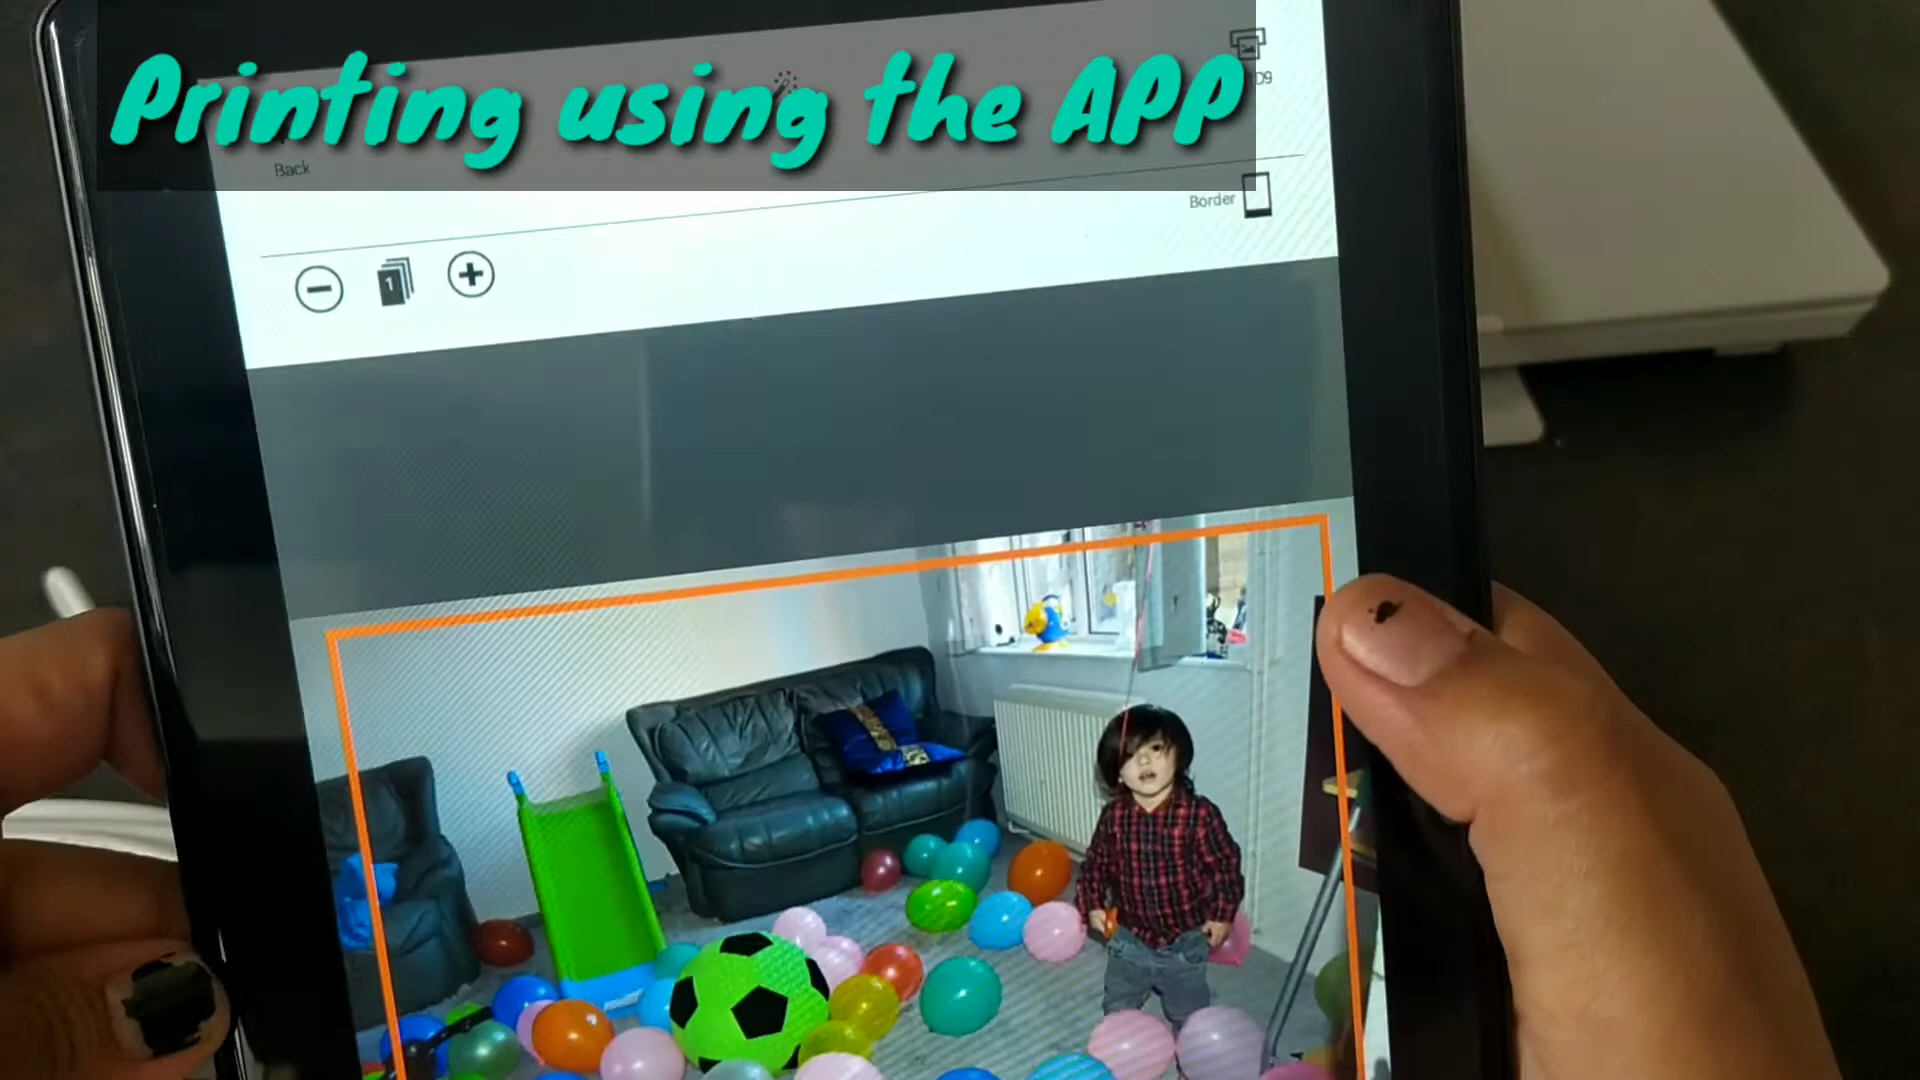 Printing using the APP
Back
Border
1